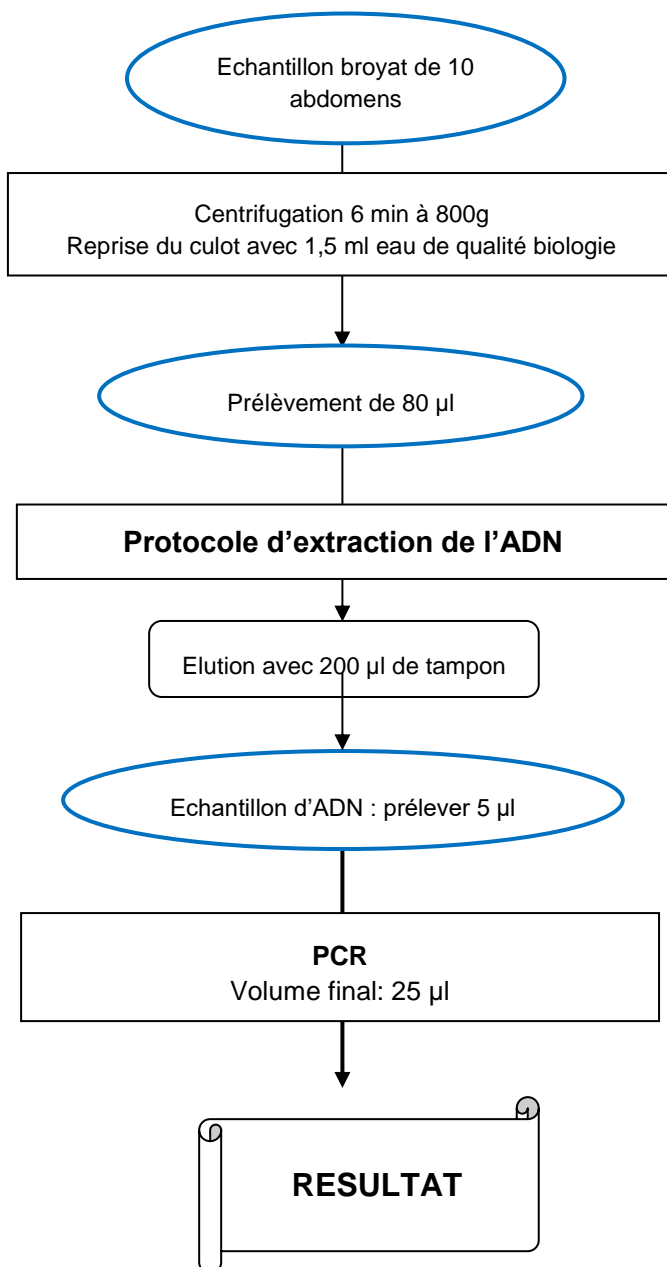 Echantillon broyat de 10
abdomens
Centrifugation 6 min à 800g
Reprise du culot avec 1,5 ml eau de qualité biologie
Prélèvement de 80 µl
Protocole d’extraction de l’ADN
Elution avec 200 µl de tampon
Echantillon d’ADN : prélever 5 µl
PCR
Volume final: 25 µl
RESULTAT